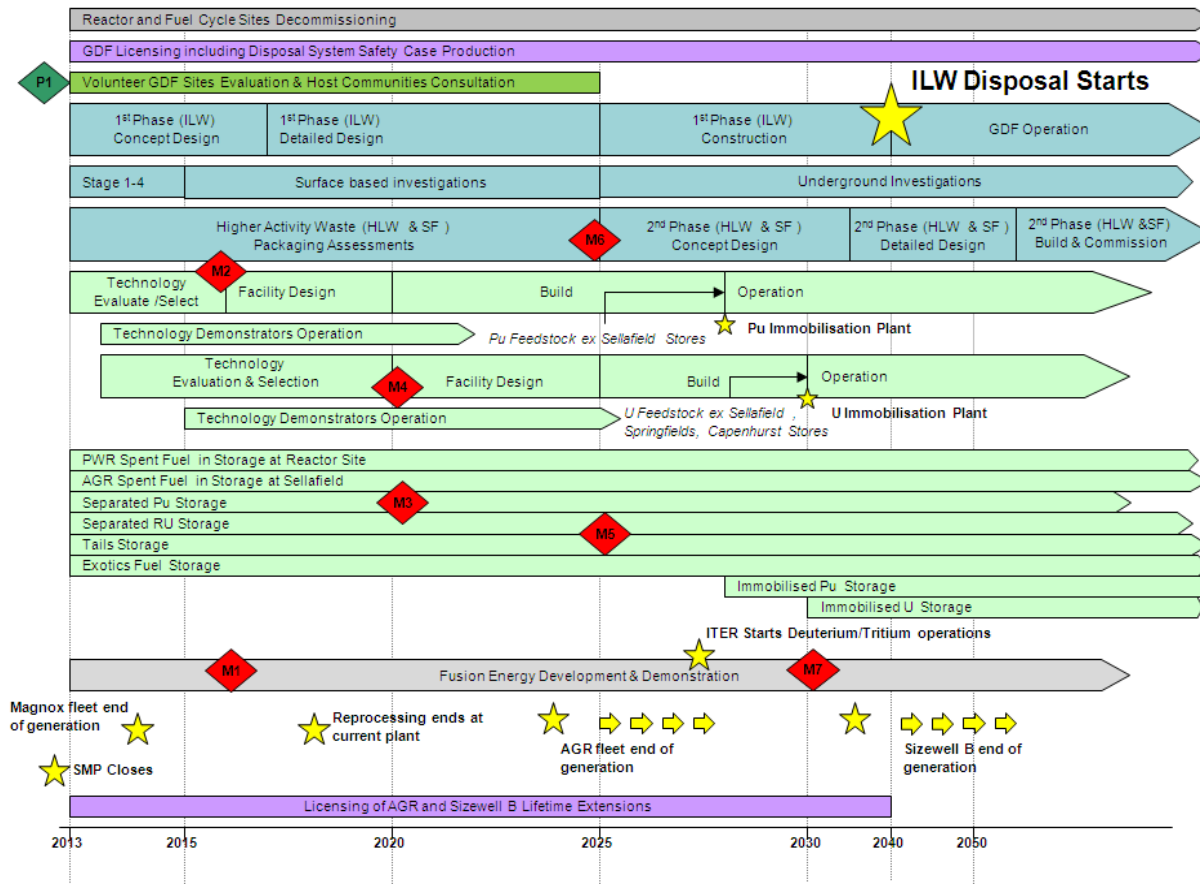 Reactor and Fuel Cycle Sites Decommissioning
GDF Licensing including Disposal System Safety Case Production
P1
Volunteer GDF Sites Evaluation & Host Communities Consultation
ILW Disposal Starts
1st Phase (ILW)
Concept Design
1st Phase (ILW)
Detailed Design
1st Phase (ILW)
Construction
GDF Operation
Stage 1-4
Surface based investigations
Underground Investigations
Higher Activity Waste (HLW & SF )
Packaging Assessments
M6
2nd Phase (HLW & SF )
Concept Design
2nd Phase (HLW & SF )
Detailed Design
2nd Phase (HLW &SF)
Build & Commission
M2
Technology
Evaluate /Select
Facility Design
Build
Operation
Technology Demonstrators Operation
Pu Feedstock ex Sellafield Stores
Pu Immobilisation Plant
Technology
Evaluation & Selection
M4
Facility Design
Build
Operation
Technology Demonstrators Operation
U Feedstock ex Sellafield ,
Springfields, Capenhurst Stores
U Immobilisation Plant
PWR Spent Fuel in Storage at Reactor Site
AGR Spent Fuel in Storage at Sellafield
Separated Pu Storage
M3
Separated RU Storage
M5
Tails Storage
Exotics Fuel Storage
Immobilised Pu Storage
Immobilised U Storage
ITER Starts Deuterium/Tritium operations
M1
Fusion Energy Development & Demonstration
M7
Magnox fleet end
of generation
Reprocessing ends at
current plant
AGR fleet end of
generation
Sizewell B end of
generation
SMP Closes
Licensing of AGR and Sizewell B Lifetime Extensions
2013
2015
2020
2025
2030
2040
2050